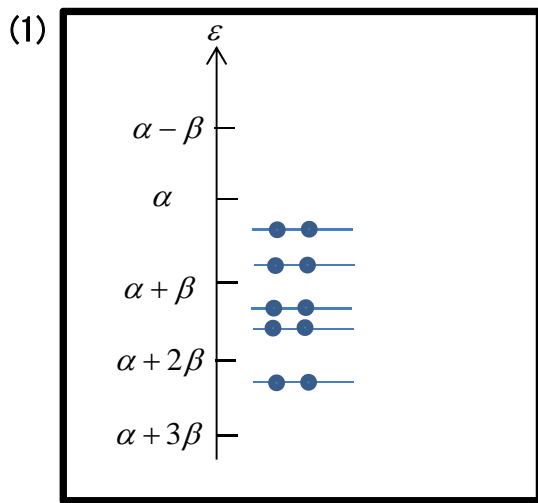 (1)
ε
α − β
α
α + β
α + 2β
α + 3β